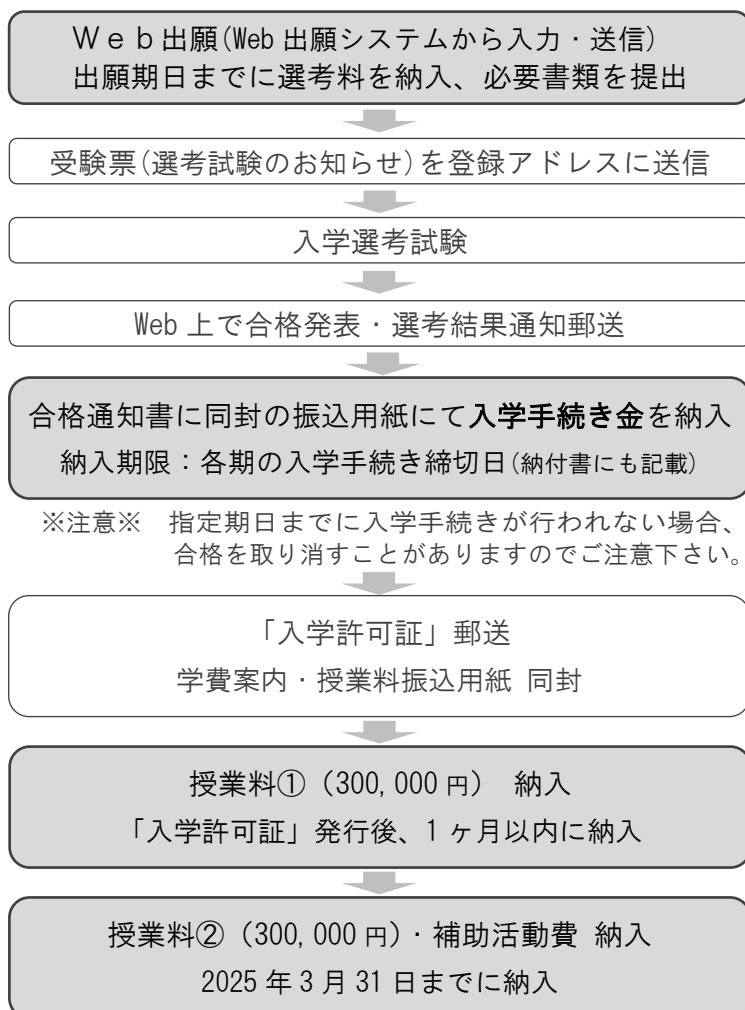 Ｗｅｂ出願(Web 出願システムから入力・送信)
出願期日までに選考料を納入、必要書類を提出
受験票(選考試験のお知らせ)を登録アドレスに送信
入学選考試験
Web 上で合格発表・選考結果通知郵送
合格通知書に同封の振込用紙にて入学手続き金を納入
納入期限：各期の入学手続き締切日(納付書にも記載)
※注意※　指定期日までに入学手続きが行われない場合、
合格を取り消すことがありますのでご注意下さい。
「入学許可証」郵送
学費案内・授業料振込用紙 同封
授業料①（300,000 円）　納入
「入学許可証」発行後、1 ヶ月以内に納入
授業料②（300,000 円）・補助活動費 納入
2025 年 3 月 31 日までに納入